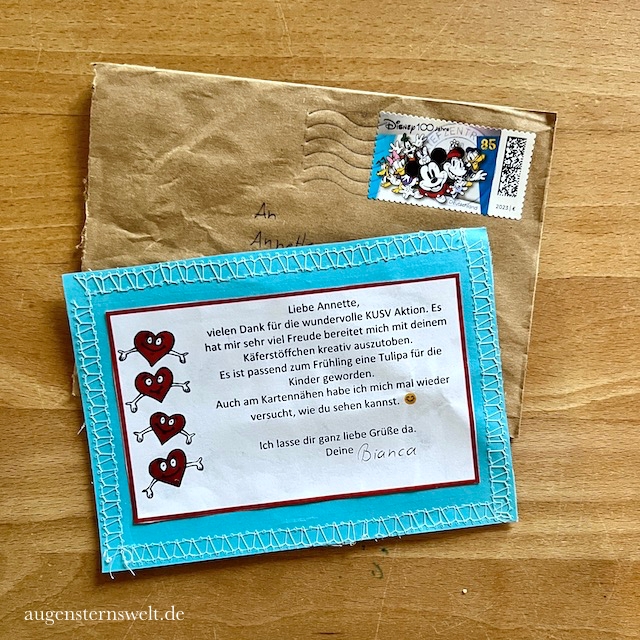 Disney 100
85
Deutschland
2023 | €
An
Annette
Liebe Annette,
vielen Dank für die wundervolle KUSV Aktion. Es
hat mir sehr viel Freude bereitet mich mit deinem
Käferstöffchen kreativ auszutoben.
Es ist passend zum Frühling eine Tulipa für die
Kinder geworden.
Auch am Kartennähen habe ich mich mal wieder
versucht, wie du sehen kannst. 😊
Ich lasse dir ganz liebe Grüße da.
Deine Bianca
augensternswelt.de